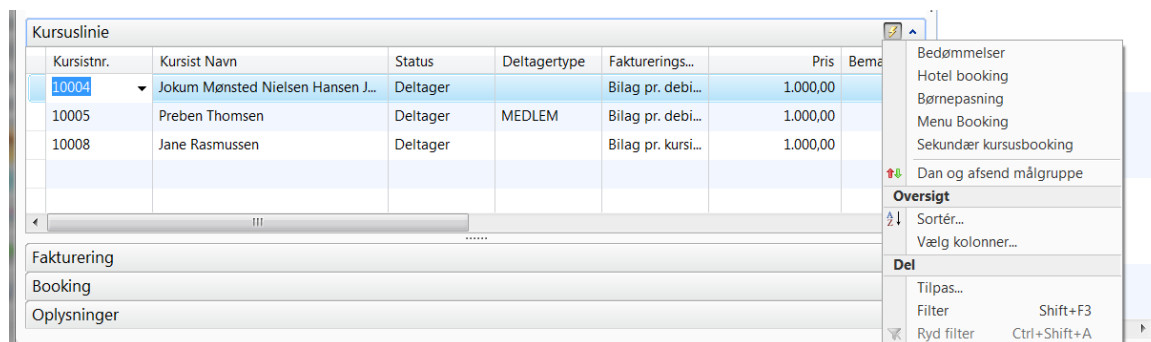 Kursuslinie
Kursistnr. Kursist Navn Status Deltagertype Fakturerings... Pris Bema
10004 Jokum Mønsted Nielsen Hansen J... Deltager Bilag pr. debi... 1.000,00
10005 Preben Thomsen Deltager MEDLEM Bilag pr. debi... 1.000,00
10008 Jane Rasmussen Deltager Bilag pr. kursi... 1.000,00
Fakturering
Booking
Oplysninger
Bedømmelser
Hotel booking
Børnepasning
Menu Booking
Sekundær kursusbooking
Dan og afsend målgruppe
Oversigt
Sortér...
Vælg kolonner...
Del
Tilpas...
Filter Shift+F3
Ryd filter Ctrl+Shift+A